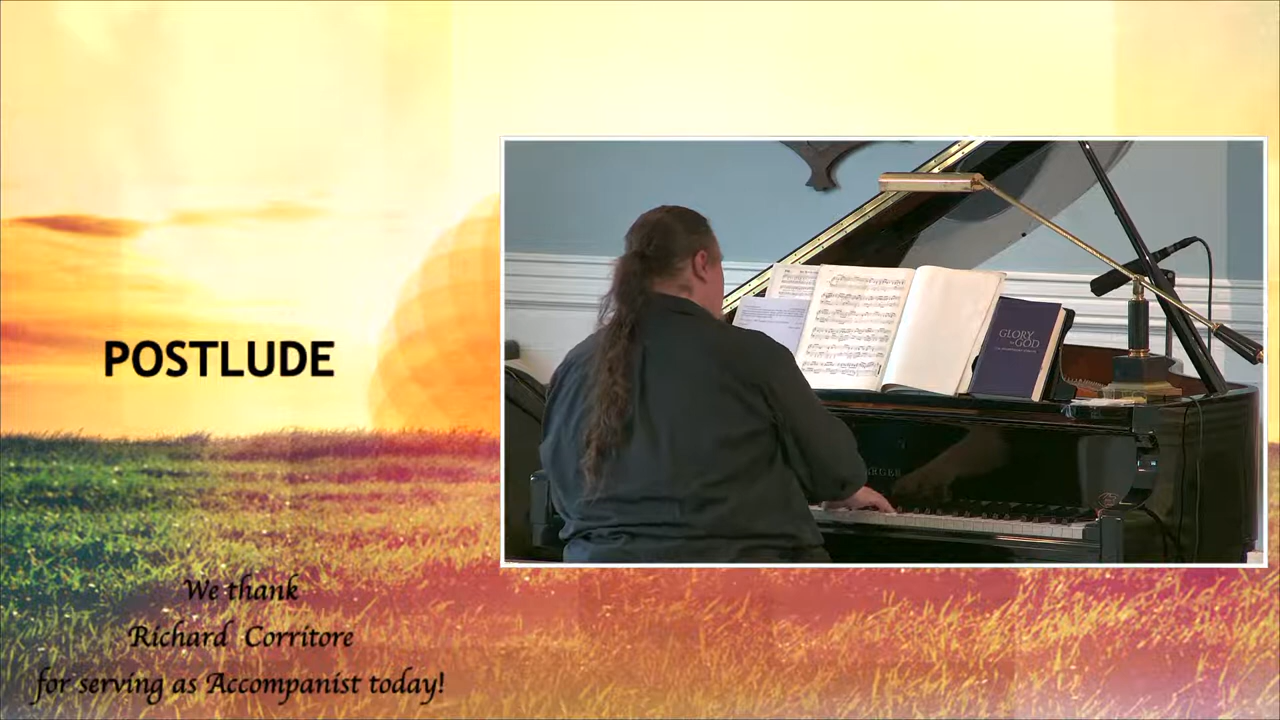 POSTLUDE
We thank
Richard Corritore
for serving as Accompanist today!
GLORY
to GOD